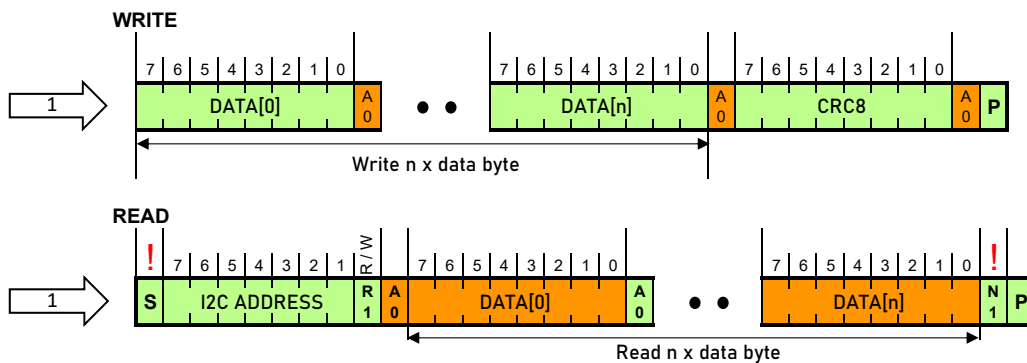 WRITE
7 6 5 4 3 2 1 0 7 6 5 4 3 2 1 0 7 6 5 4 3 2 1 0
1 DATA[0] A 0 DATA[n] A 0 CRC8 A 0 P
Write n x data byte
READ
! 7 6 5 4 3 2 1 R / W 7 6 5 4 3 2 1 0 7 6 5 4 3 2 1 0 !
1 S I2C ADDRESS R 1 A 0 DATA[0] A 0 DATA[n] N 1 P
Read n x data byte